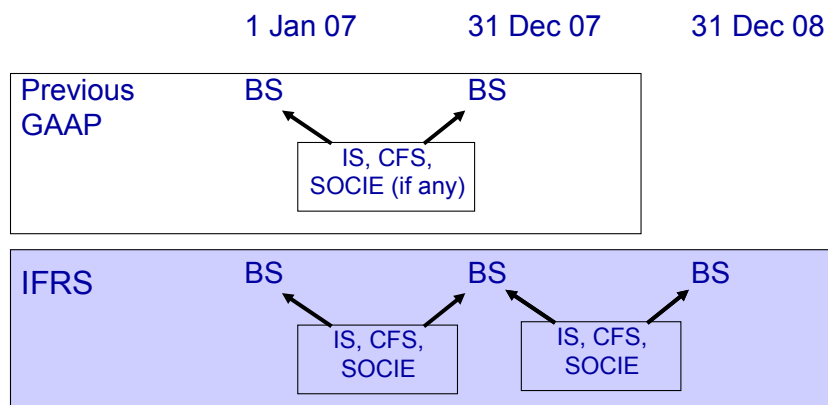 1 Jan 07 31 Dec 07 31 Dec 08
Previous BS BS
GAAP
IS, CFS,
SOCIE (if any)
IFRS BS BS BS
IS, CFS, IS, CFS,
SOCIE SOCIE